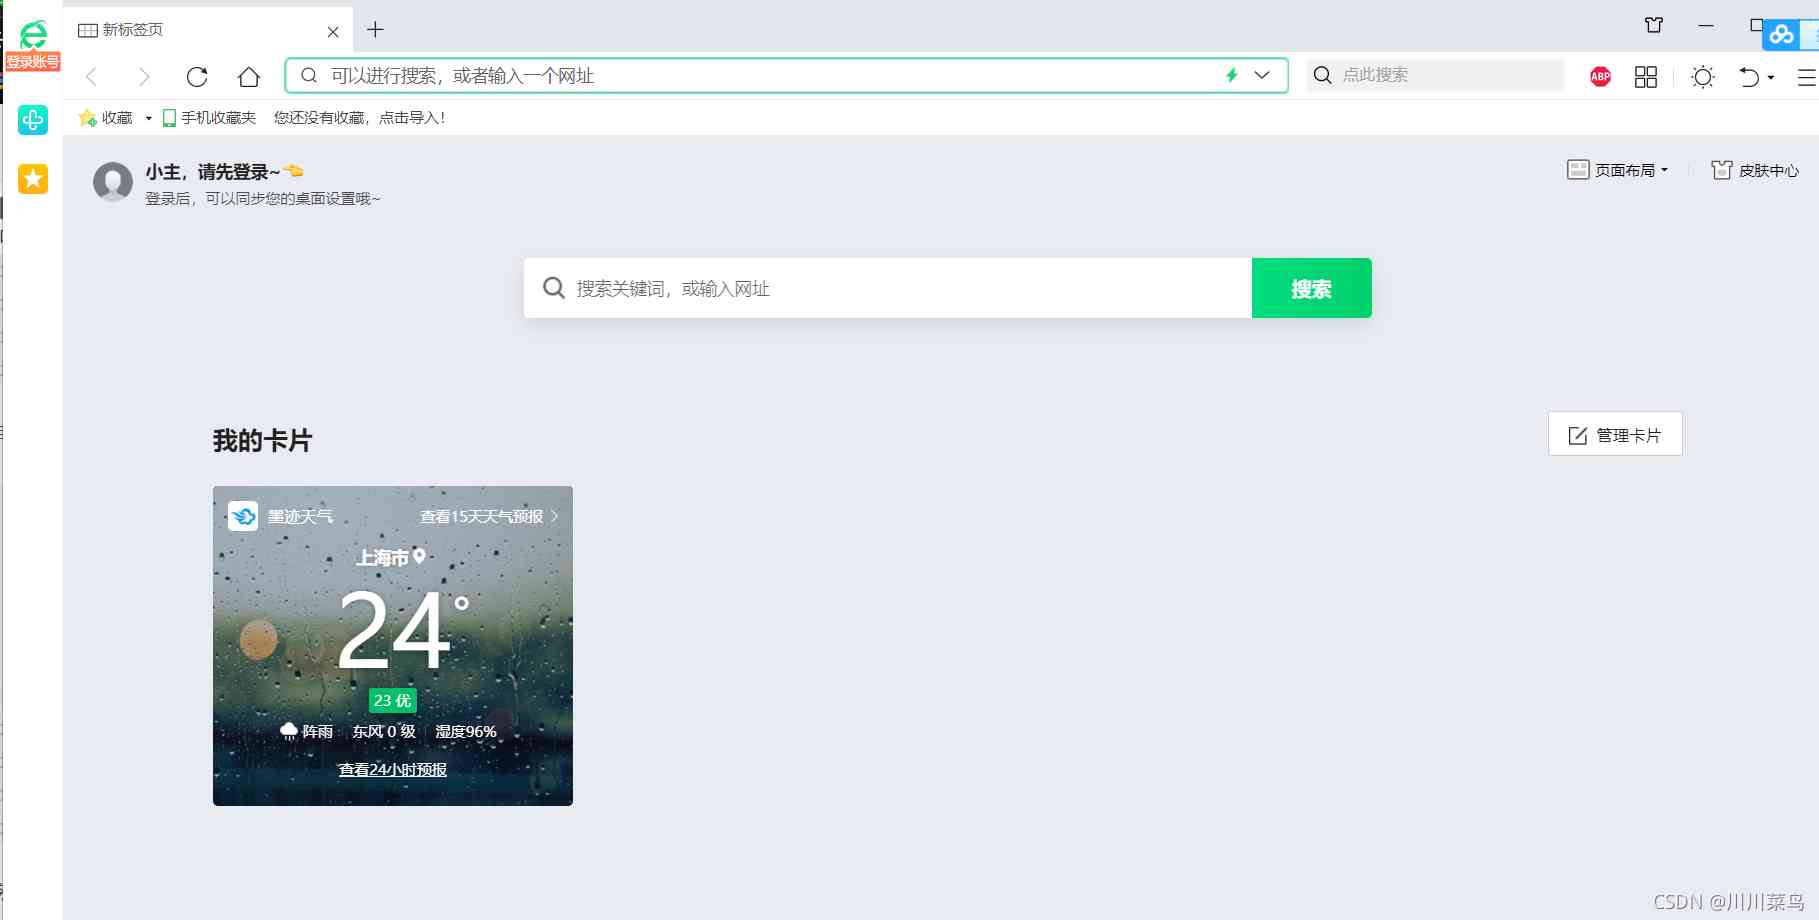 新标签页
登录账号
可以进行搜索，或者输入一个网址
点此搜索
ABP
收藏
手机收藏夹
您还没有收藏，点击导入！
小主，请先登录~
登录后，可以同步您的桌面设置哦~
页面布局
皮肤中心
搜索关键词，或输入网址
搜索
我的卡片
管理卡片
墨迹天气
查看15天天气预报
上海市
24°
23 优
阵雨 东风 0 级 湿度96%
查看24小时预报
CSDN @川川菜鸟